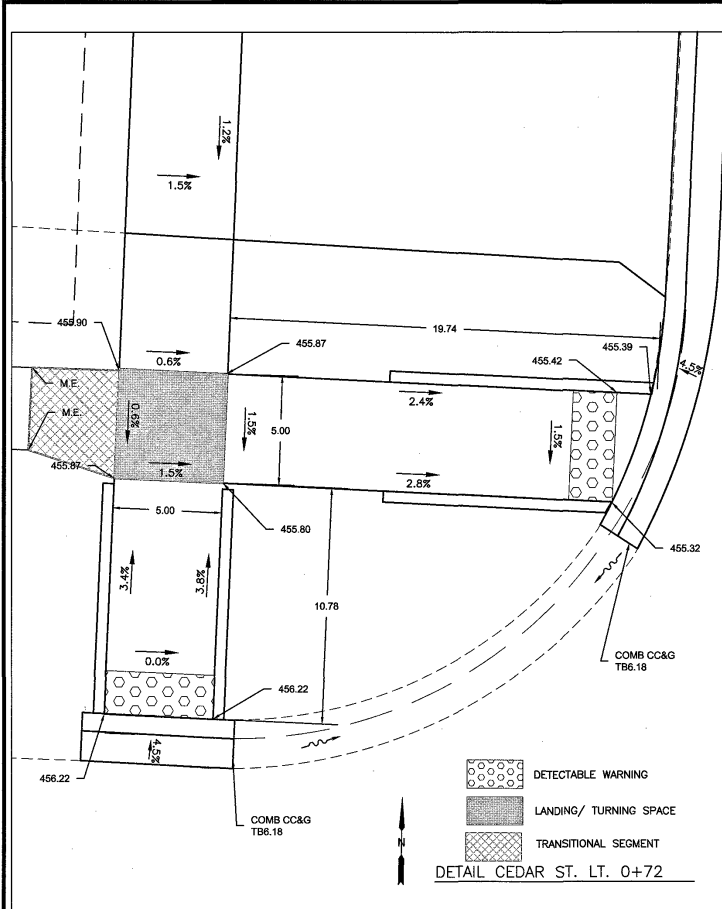 1.2%
1.5%
455.90
0.6%
455.87
19.74
455.42
455.39
4.5%
M.E.
M.E.
0.6%
1.5%
5.00
2.4%
1.5%
455.87
1.5%
2.8%
5.00
455.80
455.32
3.4%
3.8%
10.78
0.0%
456.22
COMB CC&G
TB6.18
4.5%
456.22
COMB CC&G
TB6.18
N
DETECTABLE WARNING
LANDING/ TURNING SPACE
TRANSITIONAL SEGMENT
DETAIL CEDAR ST. LT. 0+72